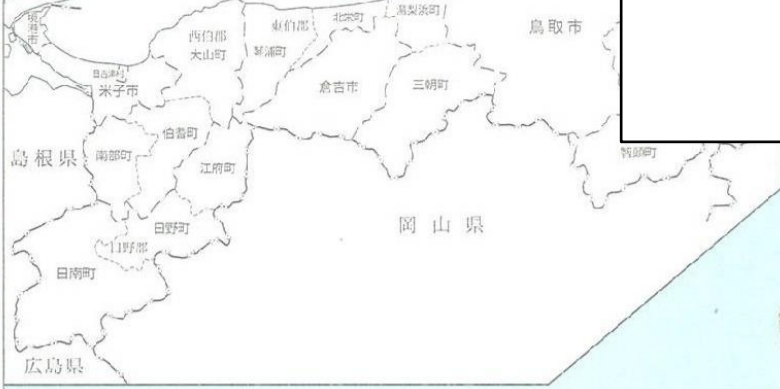 境港市
西伯郡
大山町
東伯郡
琴浦町
北栄町
湯梨浜町
鳥取市
日吉津村
米子市
倉吉市
三朝町
伯耆町
南部町
島根県
江府町
智頭町
岡山県
日野町
日野郡
日南町
広島県